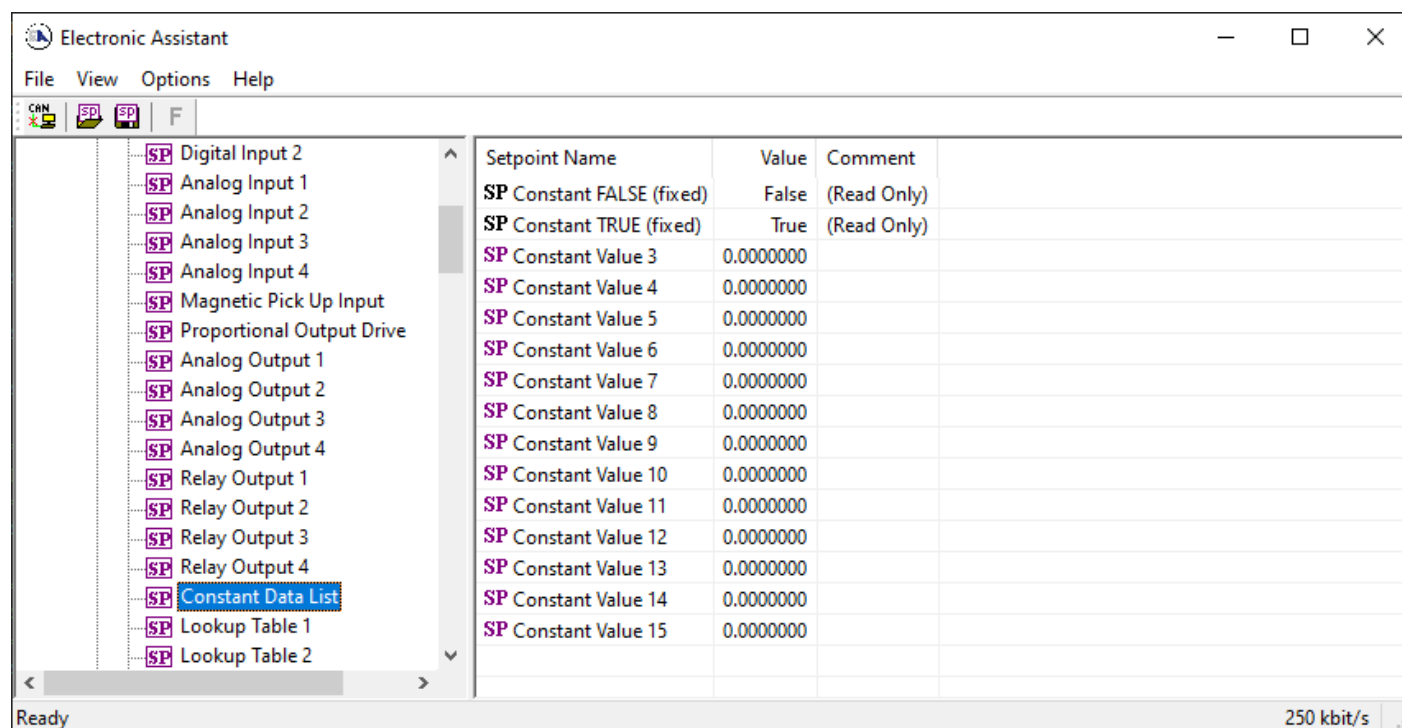 Electronic Assistant
File View Options Help
CAN SP SP F
SP Digital Input 2
SP Analog Input 1
SP Analog Input 2
SP Analog Input 3
SP Analog Input 4
SP Magnetic Pick Up Input
SP Proportional Output Drive
SP Analog Output 1
SP Analog Output 2
SP Analog Output 3
SP Analog Output 4
SP Relay Output 1
SP Relay Output 2
SP Relay Output 3
SP Relay Output 4
SP Constant Data List
SP Lookup Table 1
SP Lookup Table 2
Setpoint Name Value Comment
SP Constant FALSE (fixed) False (Read Only)
SP Constant TRUE (fixed) True (Read Only)
SP Constant Value 3 0.0000000
SP Constant Value 4 0.0000000
SP Constant Value 5 0.0000000
SP Constant Value 6 0.0000000
SP Constant Value 7 0.0000000
SP Constant Value 8 0.0000000
SP Constant Value 9 0.0000000
SP Constant Value 10 0.0000000
SP Constant Value 11 0.0000000
SP Constant Value 12 0.0000000
SP Constant Value 13 0.0000000
SP Constant Value 14 0.0000000
SP Constant Value 15 0.0000000
Ready 250 kbit/s